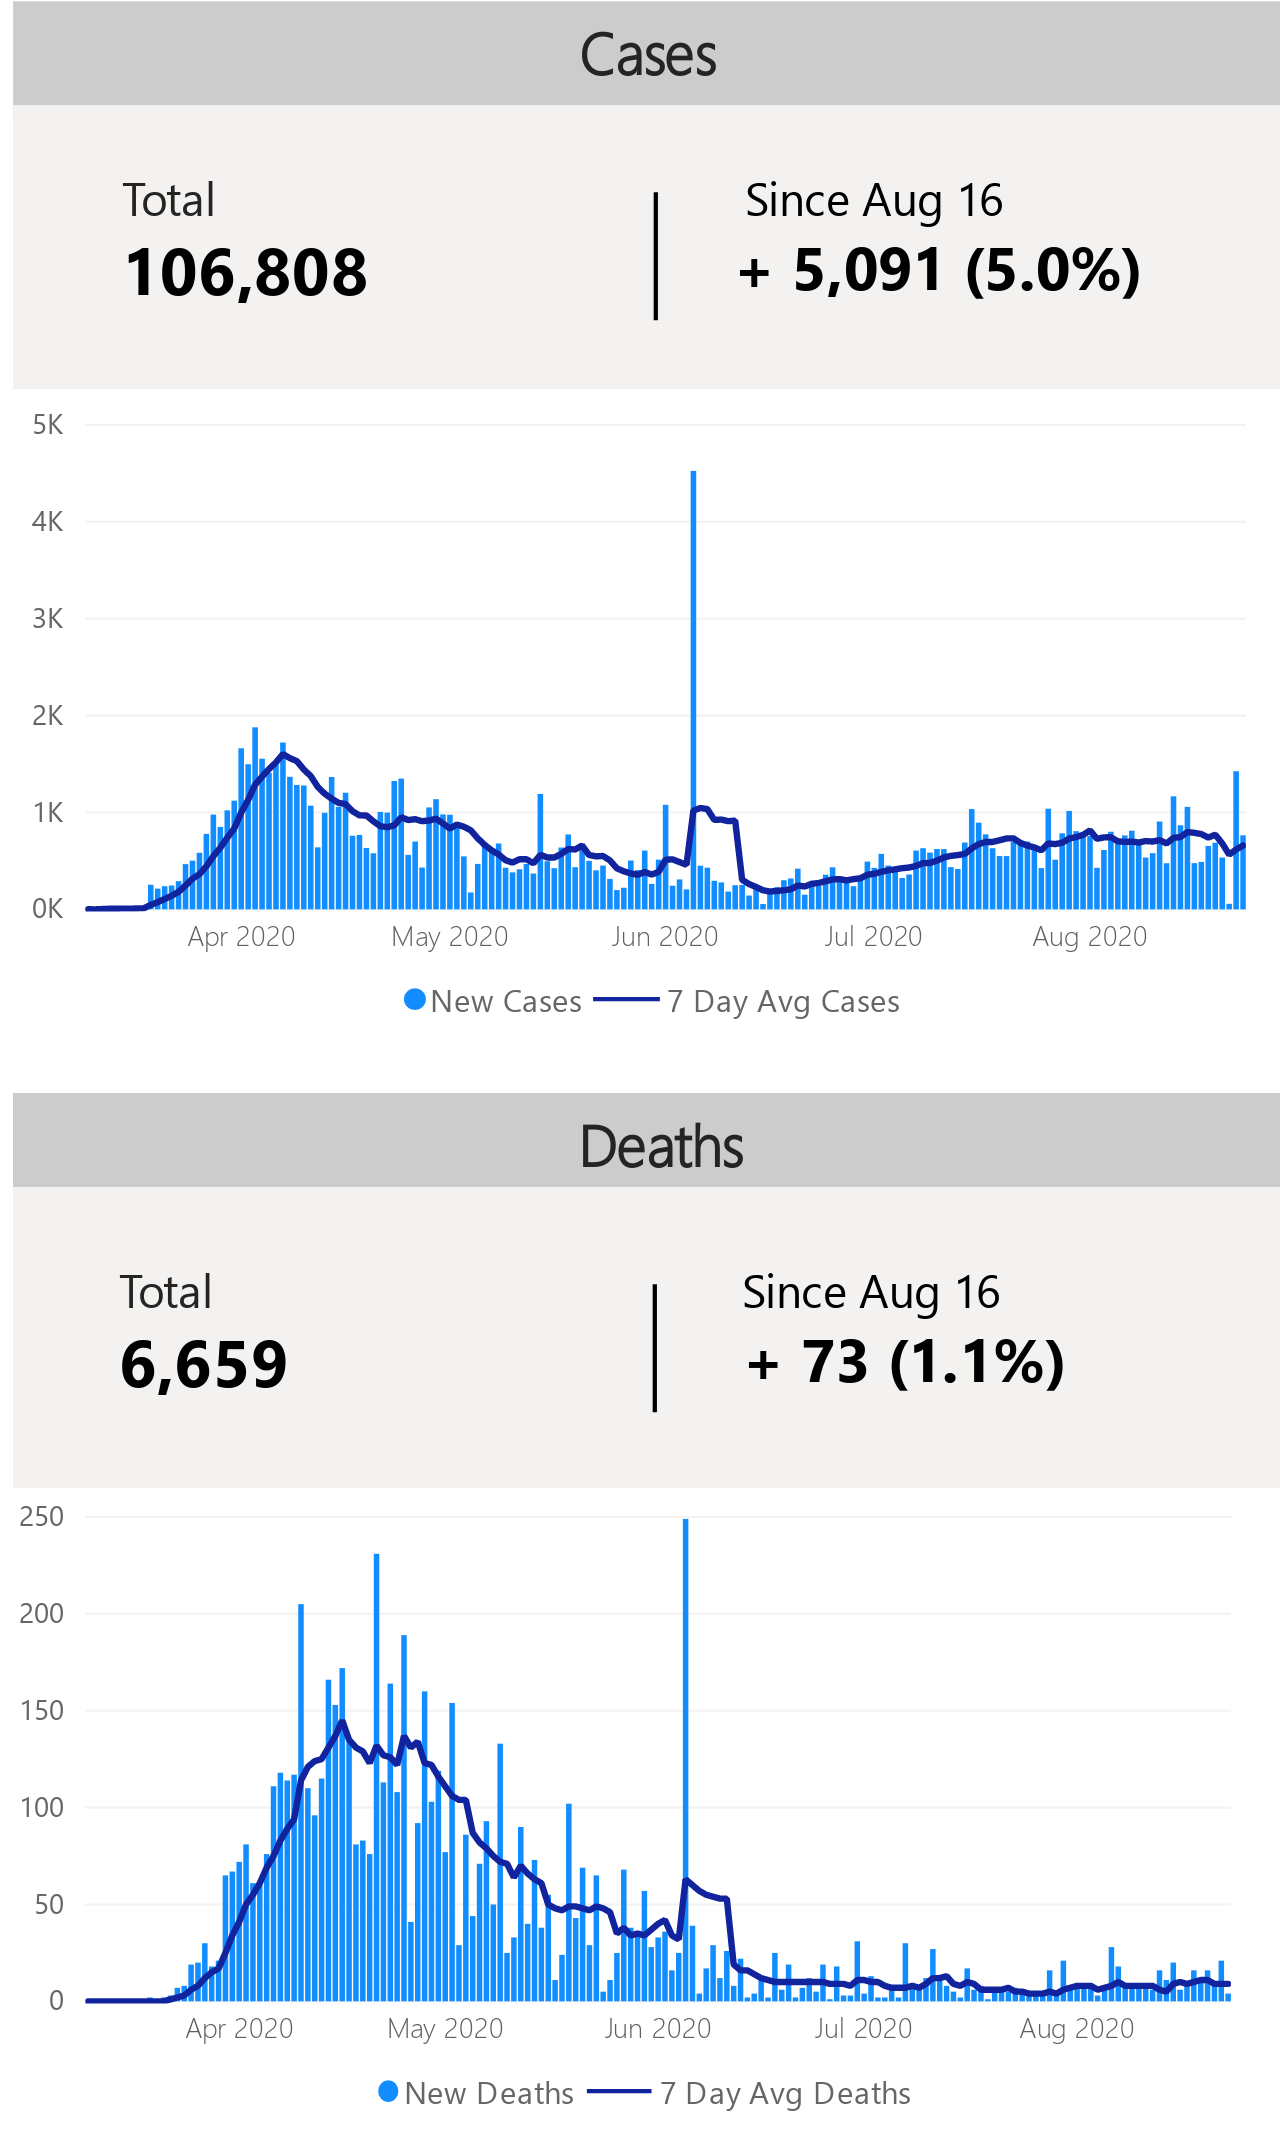 Cases
Total
Since Aug 16
106,808
+ 5,091 (5.0%)
5K
4K
3K
2K
1K
0K
Apr 2020 May 2020 Jun 2020 Jul 2020 Aug 2020
New Cases 7 Day Avg Cases
Deaths
Total
Since Aug 16
6,659
+ 73 (1.1%)
250
200
150
100
50
0
Apr 2020 May 2020 Jun 2020 Jul 2020 Aug 2020
New Deaths 7 Day Avg Deaths